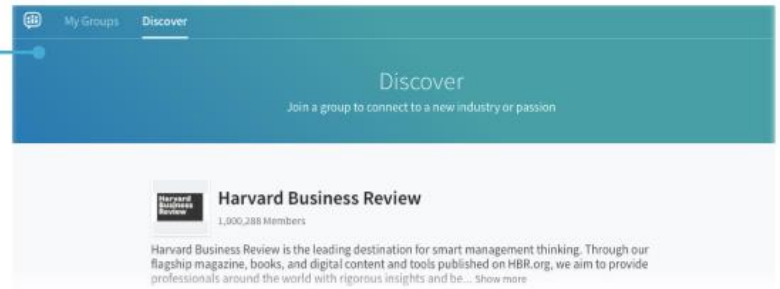 My Groups Discover
Discover
Join a group to connect to a new industry or passion
Harvard
Business
Review
Harvard Business Review
1,000,288 Members
Harvard Business Review is the leading destination for smart management thinking. Through our
flagship magazine, books, and digital content and tools published on HBR.org, we aim to provide
professionals around the world with rigorous insights and be... Show more